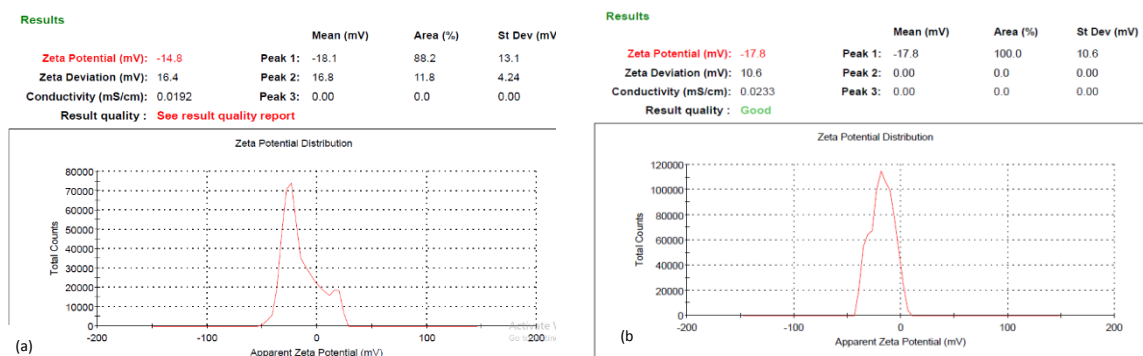 Results
Mean (mV) Area (%) St Dev (mV
Zeta Potential (mV): -14.8 Peak 1: -18.1 88.2 13.1
Zeta Deviation (mV): 16.4 Peak 2: 16.8 11.8 4.24
Conductivity (mS/cm): 0.0192 Peak 3: 0.00 0.0 0.00
Result quality : See result quality report
Zeta Potential Distribution
80000
70000
60000
50000
40000
30000
20000
10000
0
Total Counts
-200 -100 0 100 200
Apparent Zeta Potential (mV)
(a)
Results
Mean (mV) Area (%) St Dev (mV)
Zeta Potential (mV): -17.8 Peak 1: -17.8 100.0 10.6
Zeta Deviation (mV): 10.6 Peak 2: 0.00 0.0 0.00
Conductivity (mS/cm): 0.0233 Peak 3: 0.00 0.0 0.00
Result quality : Good
Zeta Potential Distribution
120000
100000
80000
60000
40000
20000
0
Total Counts
-200 -100 0 100 200
Apparent Zeta Potential (mV)
(b)